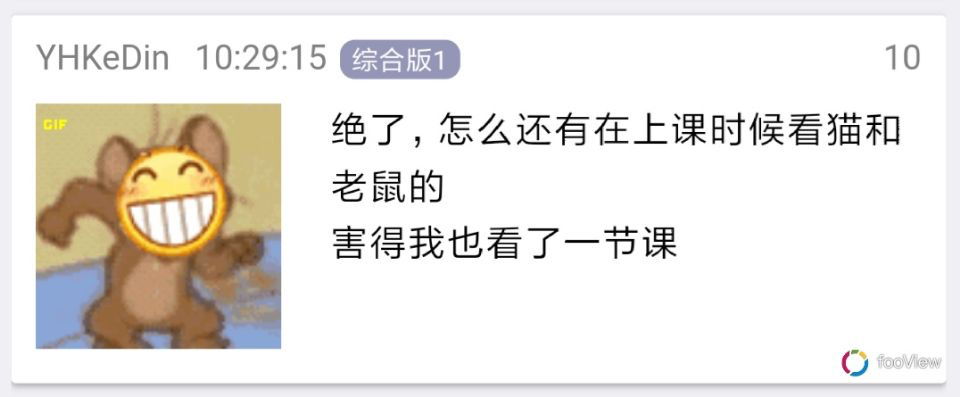 YHKeDin 10:29:15 综合版1 10
GIF
绝了，怎么还有在上课时候看猫和
老鼠的
害得我也看了一节课
fooView